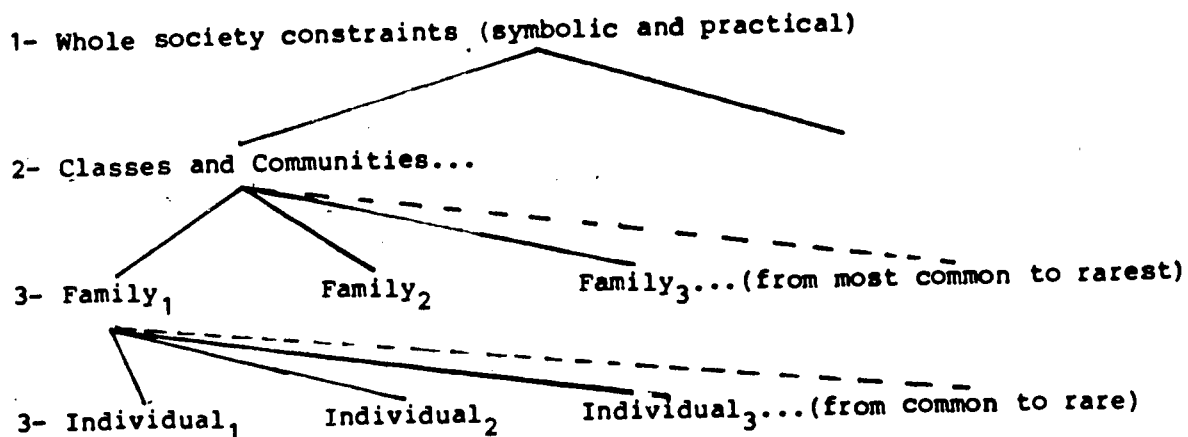 1- Whole society constraints (symbolic and practical)
2- Classes and Communities...
3- Family₁ Family₂ Family₃...(from most common to rarest)
3- Individual₁ Individual₂ Individual₃...(from common to rare)